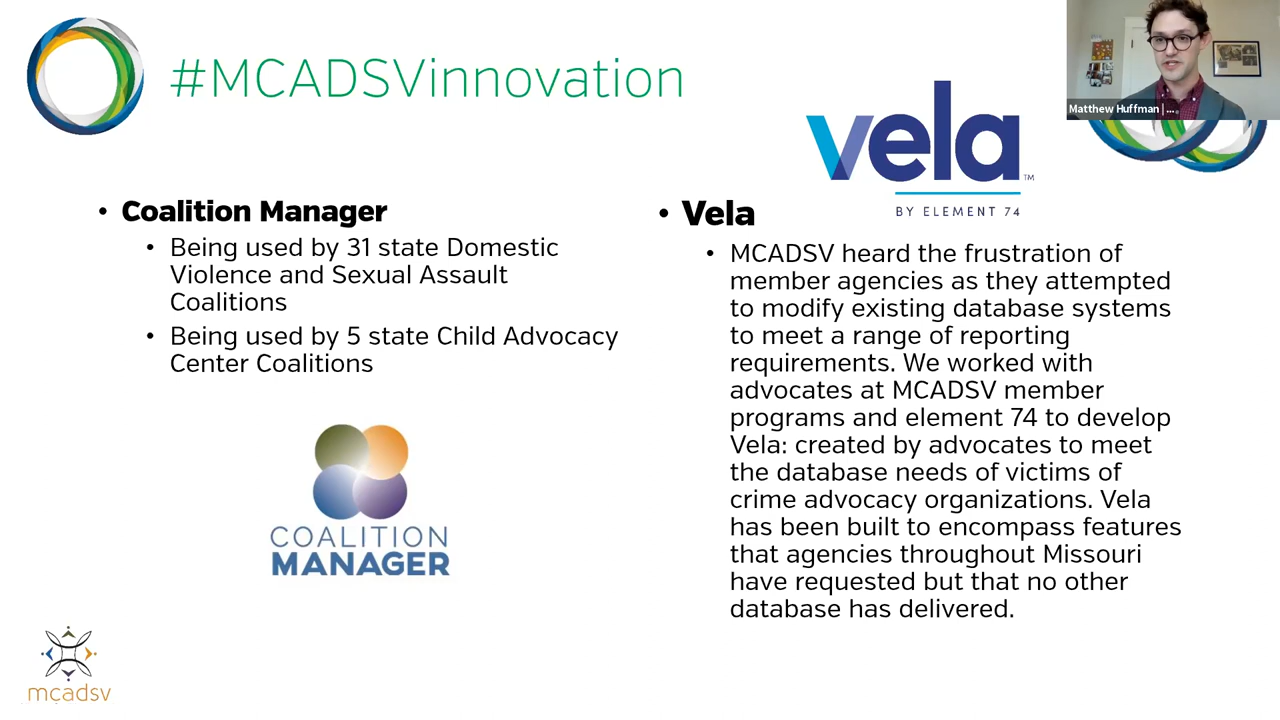 #MCADSVinnovation
Matthew Huffman | ...
vela™
BY ELEMENT 74
• Coalition Manager
• Being used by 31 state Domestic
Violence and Sexual Assault
Coalitions
• Being used by 5 state Child Advocacy
Center Coalitions
COALITION
MANAGER
• Vela
• MCADSV heard the frustration of
member agencies as they attempted
to modify existing database systems
to meet a range of reporting
requirements. We worked with
advocates at MCADSV member
programs and element 74 to develop
Vela: created by advocates to meet
the database needs of victims of
crime advocacy organizations. Vela
has been built to encompass features
that agencies throughout Missouri
have requested but that no other
database has delivered.
mcadsv